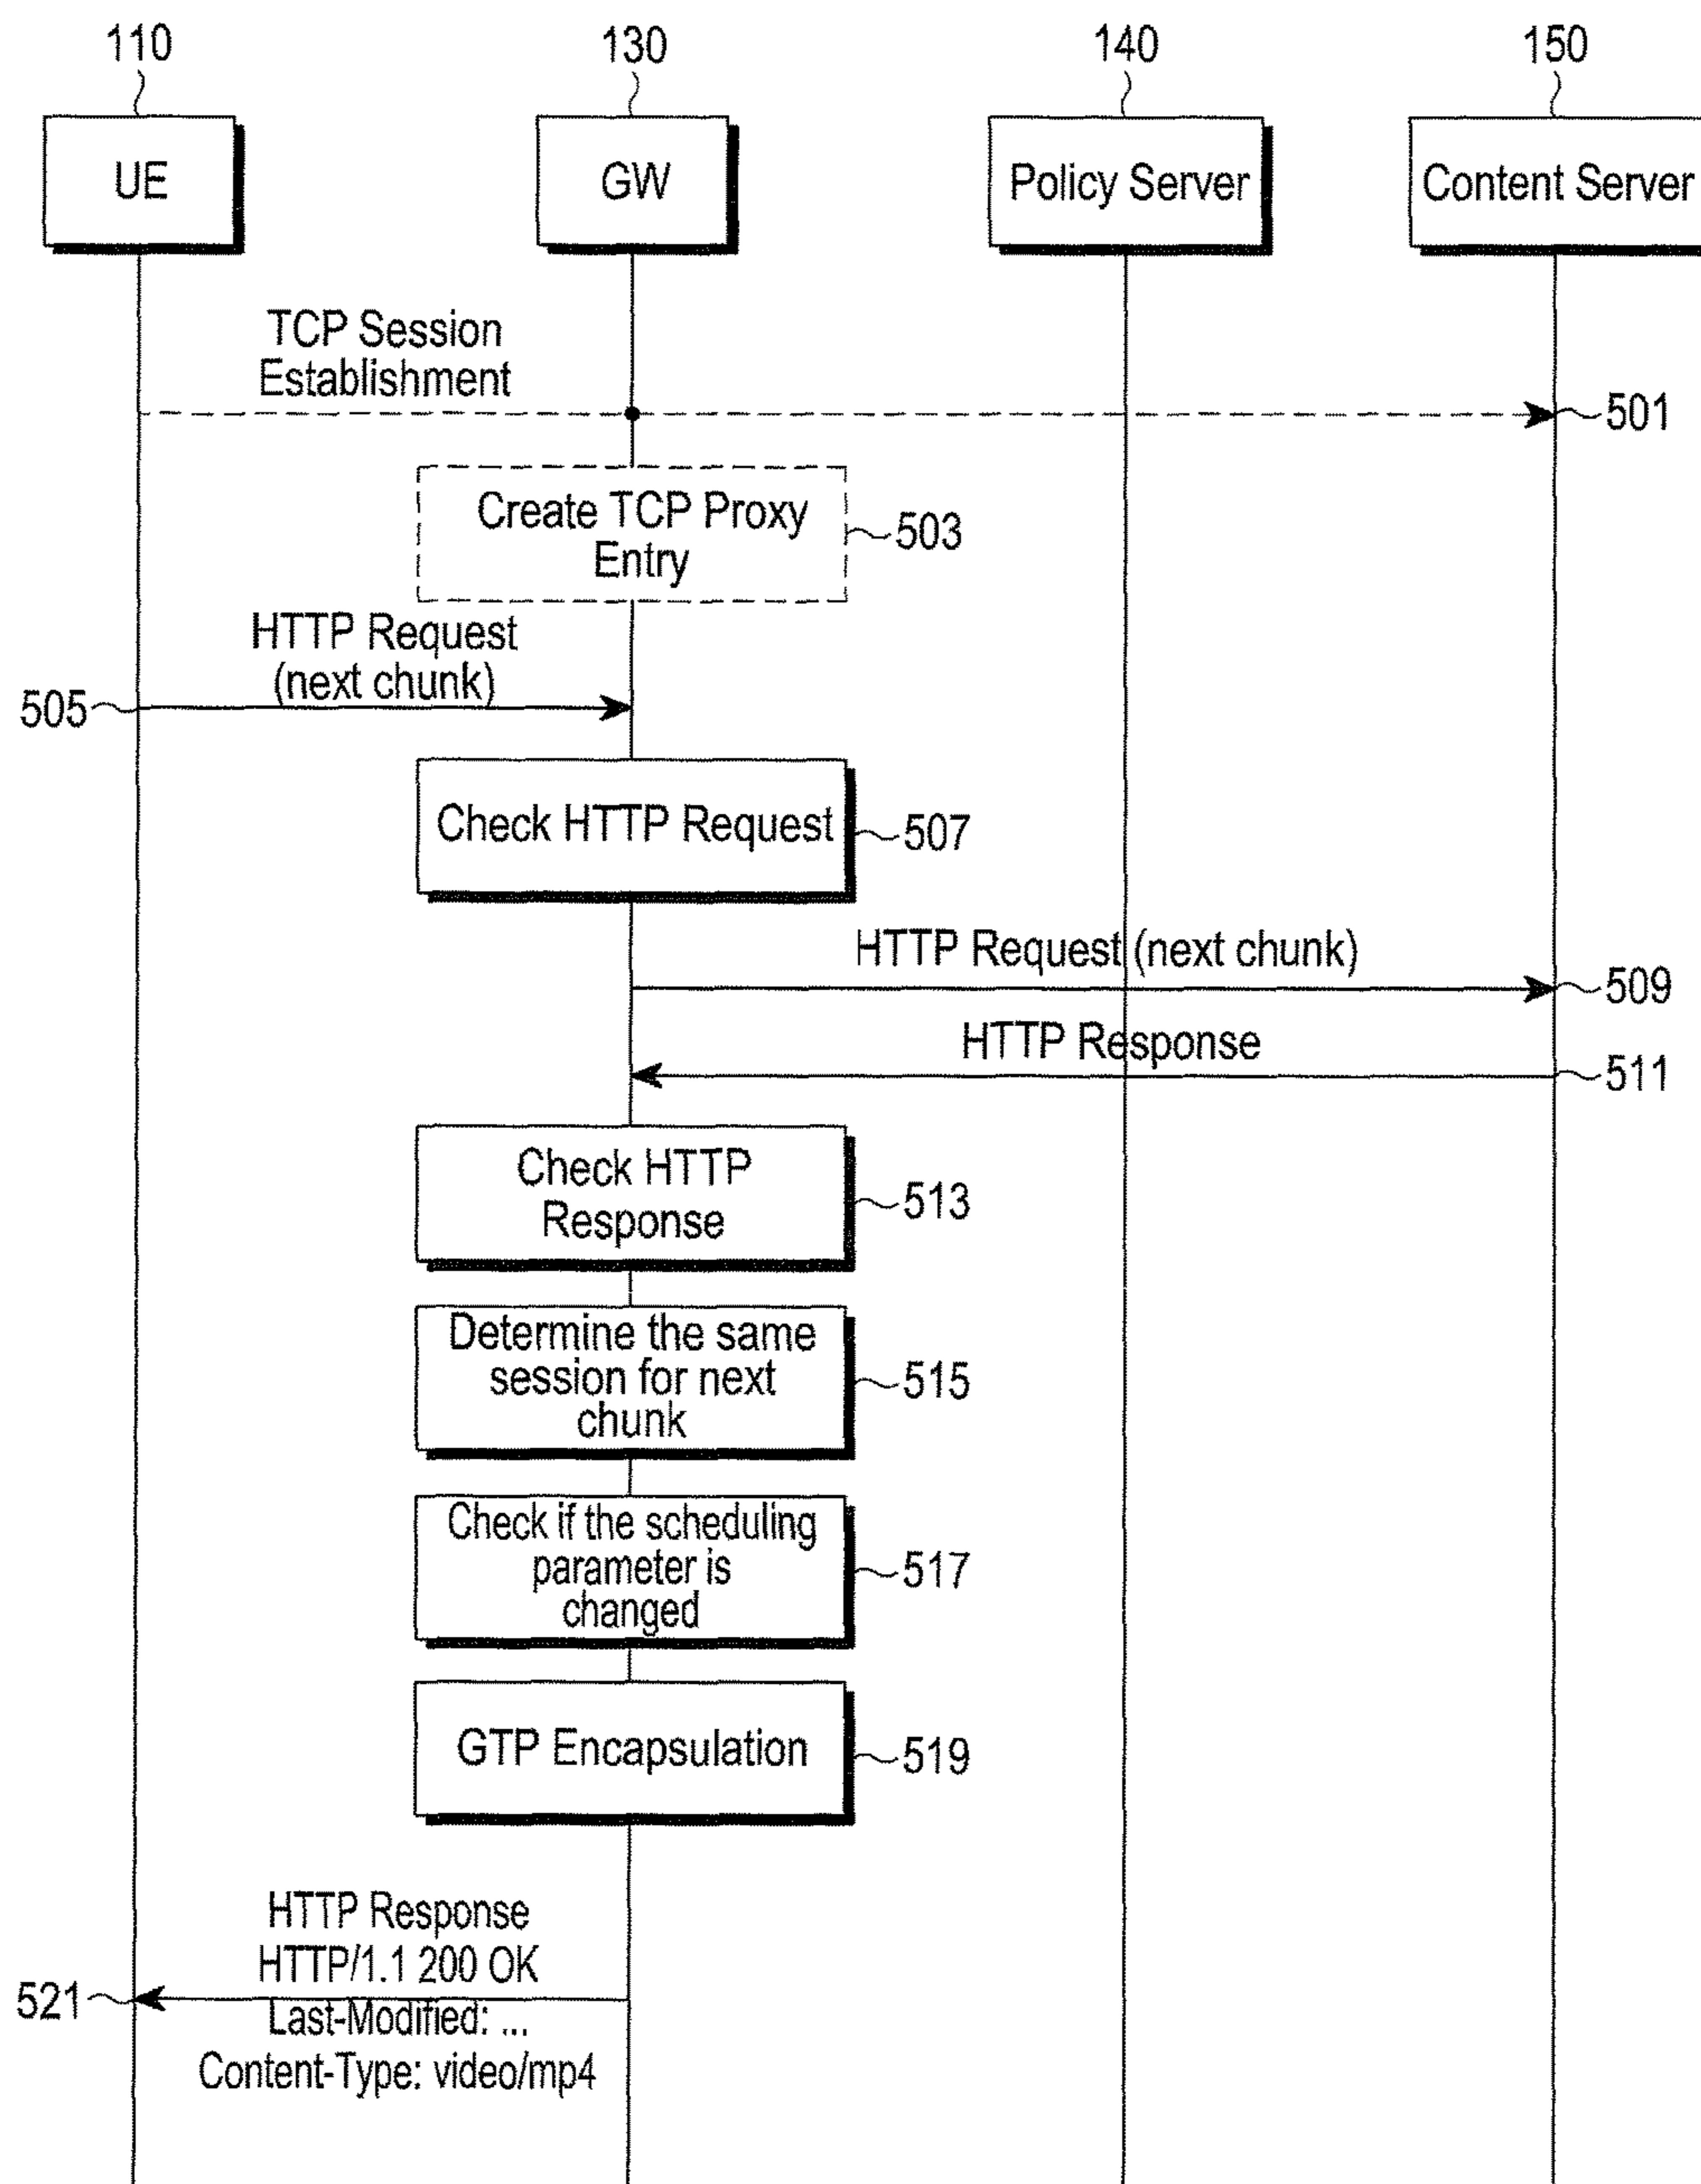 110
130
140
150
UE
GW
Policy Server
Content Server
TCP Session
Establishment
501
Create TCP Proxy
Entry
503
HTTP Request
(next chunk)
505
Check HTTP Request
507
HTTP Request (next chunk)
509
HTTP Response
511
Check HTTP
Response
513
Determine the same
session for next
chunk
515
Check if the scheduling
parameter is
changed
517
GTP Encapsulation
519
HTTP Response
HTTP/1.1 200 OK
521
Last-Modified: ...
Content-Type: video/mp4